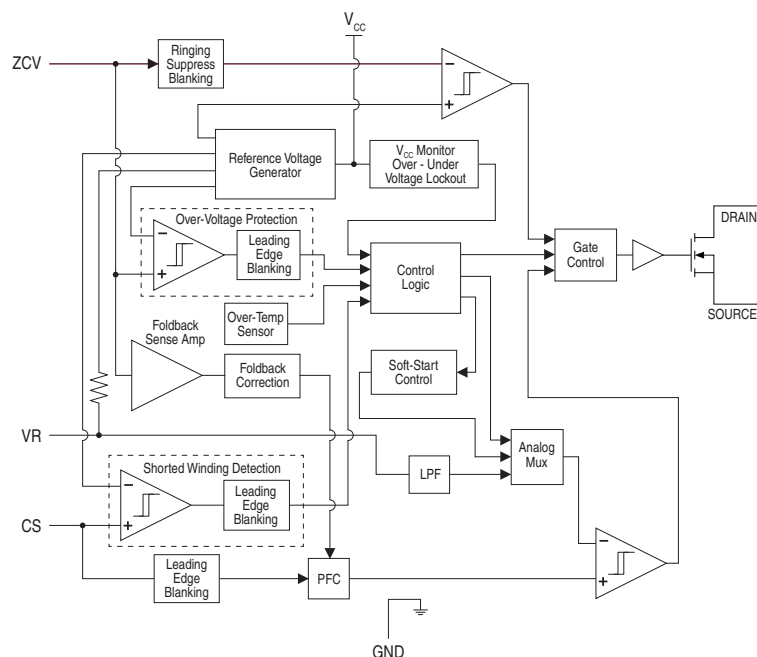 V_CC
ZCV
Ringing
Suppress
Blanking
−
+
Reference Voltage
Generator
V_CC Monitor
Over - Under
Voltage Lockout
Over-Voltage Protection
−
+
Leading
Edge
Blanking
Control
Logic
Gate
Control
DRAIN
SOURCE
Over-Temp
Sensor
Foldback
Sense Amp
Foldback
Correction
Soft-Start
Control
VR
LPF
Analog
Mux
Shorted Winding Detection
−
+
Leading
Edge
Blanking
CS
Leading
Edge
Blanking
PFC
−
+
GND